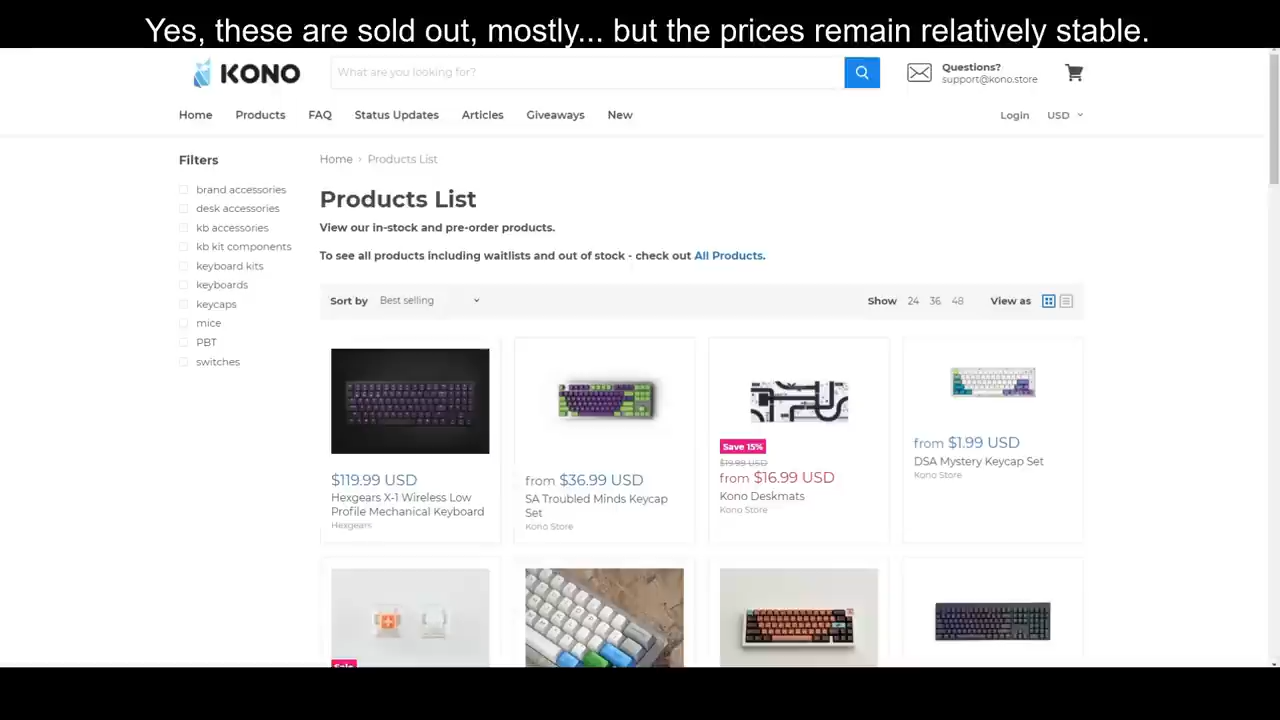 Yes, these are sold out, mostly... but the prices remain relatively stable.
KONO
What are you looking for?
Questions?
support@kono.store
Home
Products
FAQ
Status Updates
Articles
Giveaways
New
Login
USD
Filters
brand accessories
desk accessories
kb accessories
kb kit components
keyboard kits
keyboards
keycaps
mice
PBT
switches
Home › Products List
Products List
View our in-stock and pre-order products.
To see all products including waitlists and out of stock - check out All Products.
Sort by Best selling
Show 24 36 48
View as
$119.99 USD
Hexgears X-1 Wireless Low
Profile Mechanical Keyboard
Hexgears
from $36.99 USD
SA Troubled Minds Keycap
Set
Kono Store
Save 15%
$19.99 USD
from $16.99 USD
Kono Deskmats
Kono Store
from $1.99 USD
DSA Mystery Keycap Set
Kono Store
Sale